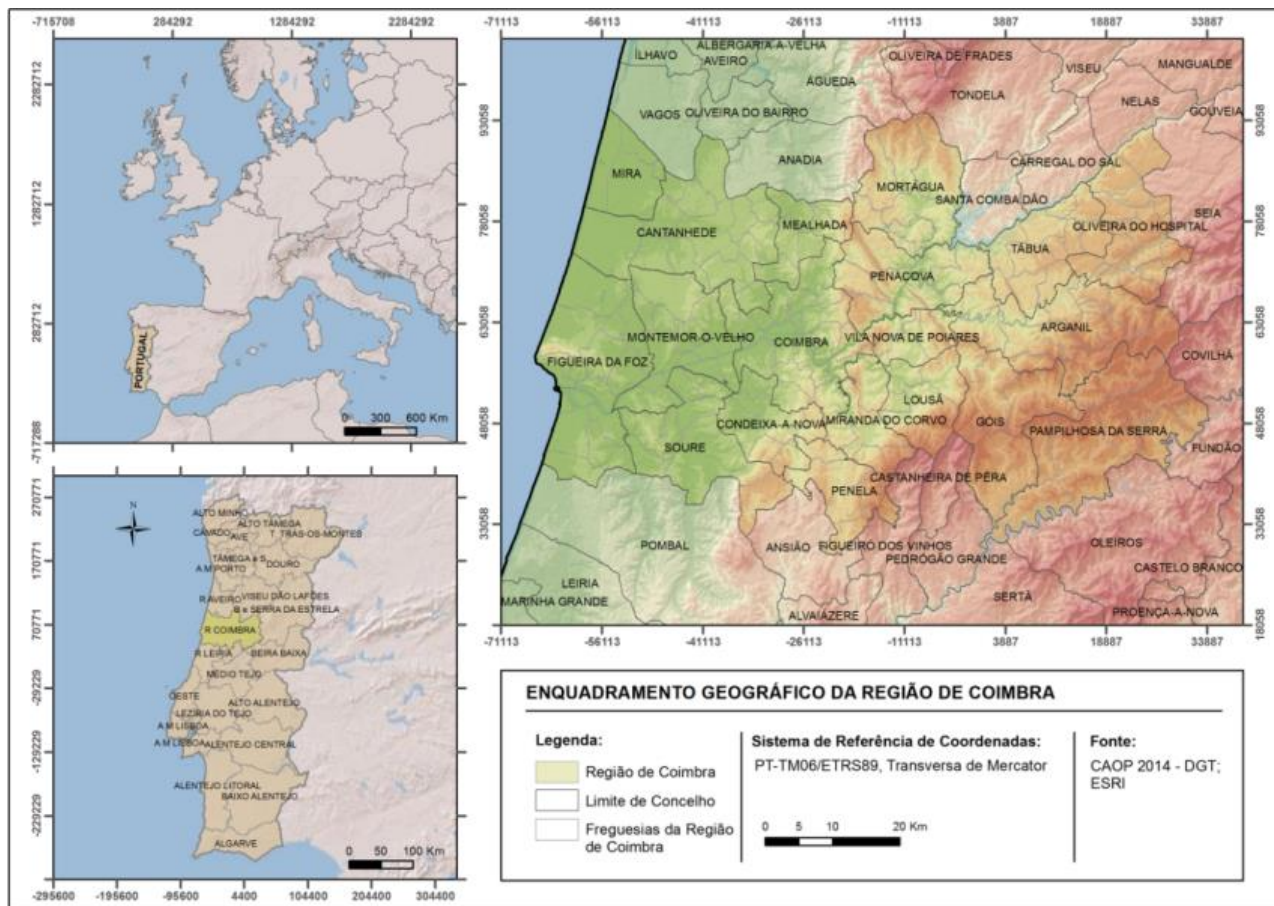 -715708 284292 1284292 2284292
2282712
1282712
282712
-717288
PORTUGAL
0 300 600 Km
-71113 -56113 -41113 -26113 -11113 3887 18887 33887
93058
78058
63058
48058
33058
18058
ÍLHAVO
ALBERGARIA-A-VELHA
AVEIRO
ÁGUEDA
OLIVEIRA DE FRADES
VISEU
MANGUALDE
TONDELA
NELAS
GOUVEIA
VAGOS
OLIVEIRA DO BAIRRO
ANADIA
CARREGAL DO SAL
MIRA
MORTÁGUA
SANTA COMBA DÃO
SEIA
CANTANHEDE
MEALHADA
OLIVEIRA DO HOSPITAL
TÁBUA
PENACOVA
MONTEMOR-O-VELHO
COIMBRA
VILA NOVA DE POIARES
ARGANIL
FIGUEIRA DA FOZ
COVILHÃ
LOUSÃ
CONDEIXA-A-NOVA
MIRANDA DO CORVO
GOIS
PAMPILHOSA DA SERRA
SOURE
FUNDÃO
CASTANHEIRA DE PÊRA
PENELA
POMBAL
ANSIÃO
FIGUEIRÓ DOS VINHOS
PEDRÓGÃO GRANDE
OLEIROS
LEIRIA
CASTELO BRANCO
MARINHA GRANDE
ALVAIÁZERE
SERTÃ
PROENÇA-A-NOVA
-71113 -56113 -41113 -26113 -11113 3887 18887 33887
270771
170771
70771
-29229
-129229
-229229
N
ALTO MINHO
ALTO TÂMEGA
CÁVADO
AVE
T. TRÁS-OS-MONTES
TÂMEGA e S.
DOURO
A M PORTO
R AVEIRO
VISEU DÃO LAFÕES
B e SERRA DA ESTRELA
R COIMBRA
R LEIRIA
BEIRA BAIXA
MÉDIO TEJO
OESTE
ALTO ALENTEJO
LEZÍRIA DO TEJO
A M LISBOA
A M LISBOA
ALENTEJO CENTRAL
ALENTEJO LITORAL
BAIXO ALENTEJO
ALGARVE
0 50 100 Km
-295600 -195600 -95600 4400 104400 204400 304400
ENQUADRAMENTO GEOGRÁFICO DA REGIÃO DE COIMBRA
Legenda:
Região de Coimbra
Limite de Concelho
Freguesias da Região
de Coimbra
Sistema de Referência de Coordenadas:
PT-TM06/ETRS89, Transversa de Mercator
0 5 10 20 Km
Fonte:
CAOP 2014 - DGT;
ESRI